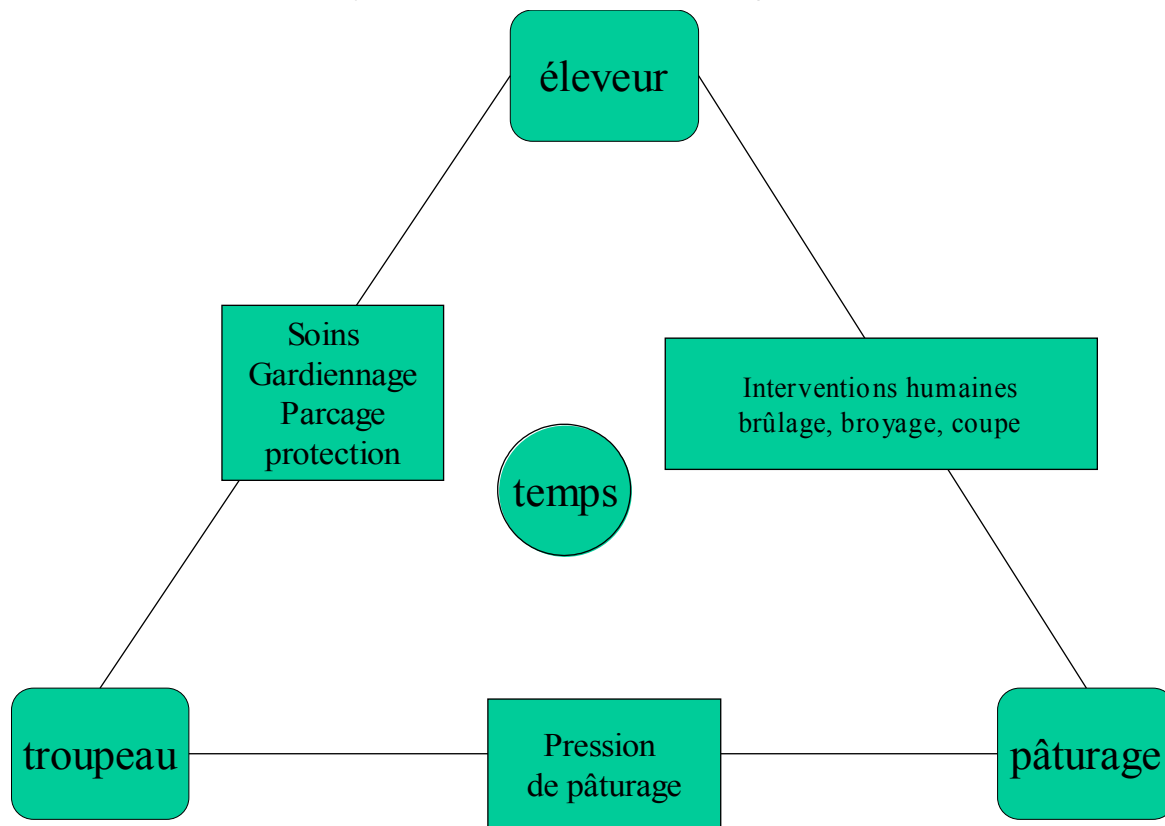 éleveur
Soins
Gardiennage
Parcage
protection
Interventions humaines
brûlage, broyage, coupe
temps
troupeau
Pression
de pâturage
pâturage